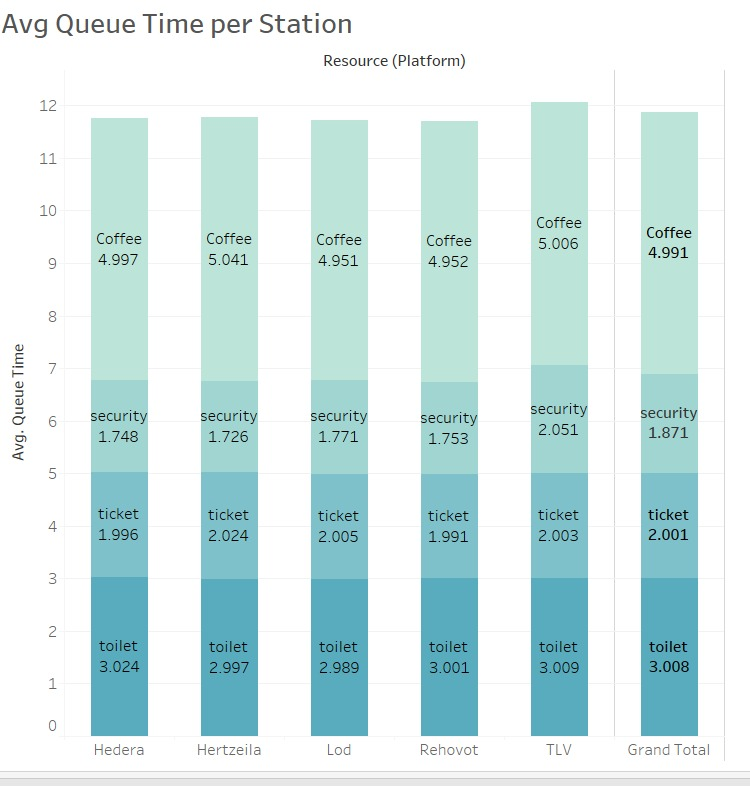 Avg Queue Time per Station
Resource (Platform)
Avg. Queue Time
12
11
10
9
8
7
6
5
4
3
2
1
0
Coffee
4.997
security
1.748
ticket
1.996
toilet
3.024
Hedera
Coffee
5.041
security
1.726
ticket
2.024
toilet
2.997
Hertzeila
Coffee
4.951
security
1.771
ticket
2.005
toilet
2.989
Lod
Coffee
4.952
security
1.753
ticket
1.991
toilet
3.001
Rehovot
Coffee
5.006
security
2.051
ticket
2.003
toilet
3.009
TLV
Coffee
4.991
security
1.871
ticket
2.001
toilet
3.008
Grand Total